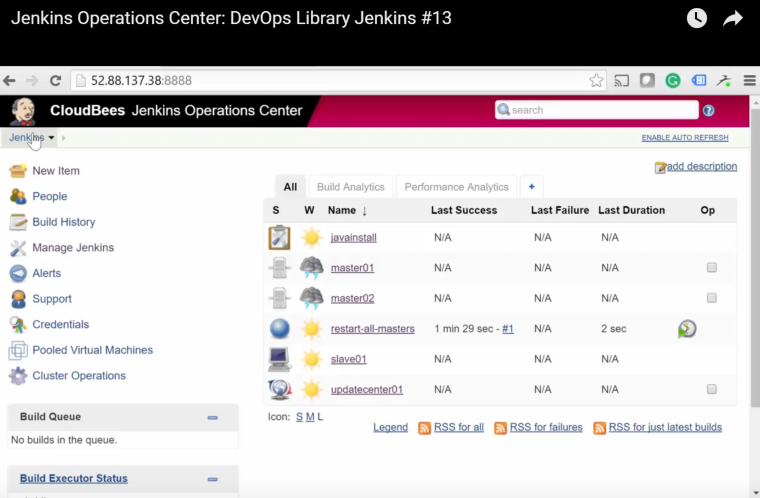 Jenkins Operations Center: DevOps Library Jenkins #13
52.88.137.38:8888
CloudBees Jenkins Operations Center
search
Jenkins
ENABLE AUTO REFRESH
add description
New Item
People
Build History
Manage Jenkins
Alerts
Support
Credentials
Pooled Virtual Machines
Cluster Operations
Build Queue
No builds in the queue.
Build Executor Status
All Build Analytics Performance Analytics +
S W Name ↓ Last Success Last Failure Last Duration Op
javainstall N/A N/A N/A
master01 N/A N/A N/A
master02 N/A N/A N/A
restart-all-masters 1 min 29 sec - #1 N/A 2 sec
slave01 N/A N/A N/A
updatecenter01 N/A N/A N/A
Icon: S M L
Legend RSS for all RSS for failures RSS for just latest builds